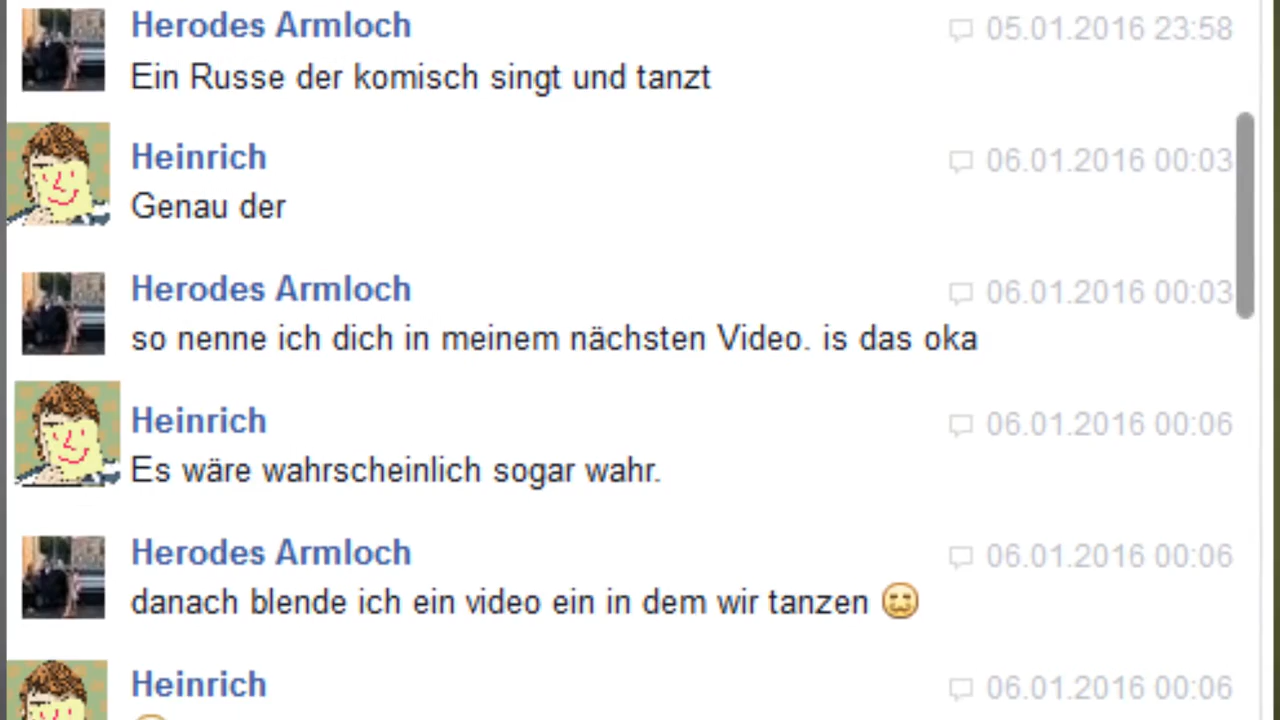 Herodes Armloch 05.01.2016 23:58
Ein Russe der komisch singt und tanzt
Heinrich 06.01.2016 00:03
Genau der
Herodes Armloch 06.01.2016 00:03
so nenne ich dich in meinem nächsten Video. is das oka
Heinrich 06.01.2016 00:06
Es wäre wahrscheinlich sogar wahr.
Herodes Armloch 06.01.2016 00:06
danach blende ich ein video ein in dem wir tanzen
Heinrich 06.01.2016 00:06